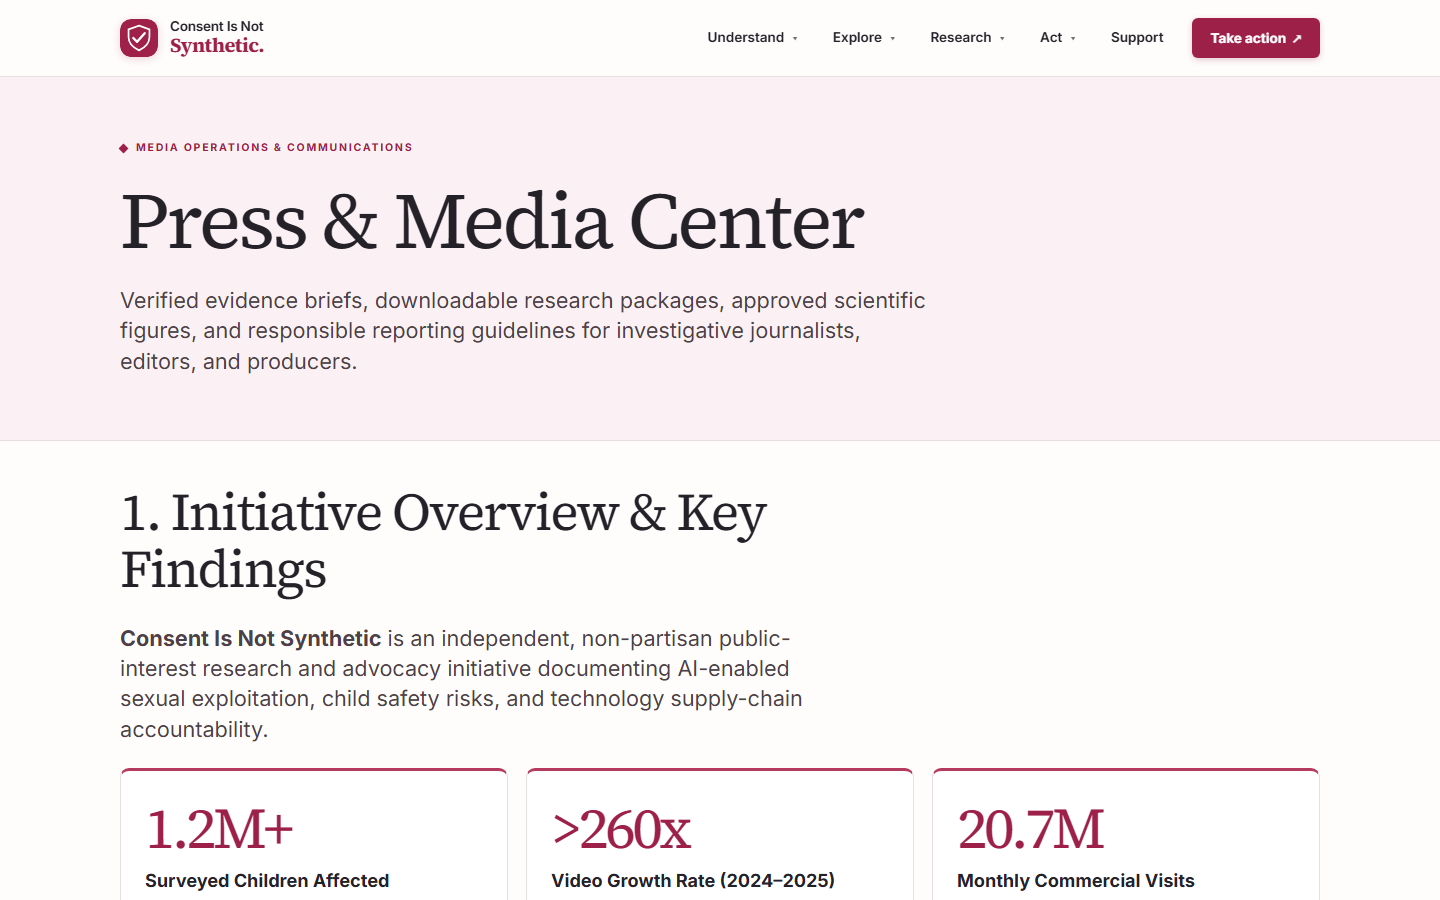 Consent Is Not
Synthetic.
Understand
Explore
Research
Act
Support
Take action ↗
MEDIA OPERATIONS & COMMUNICATIONS
Press & Media Center
Verified evidence briefs, downloadable research packages, approved scientific
figures, and responsible reporting guidelines for investigative journalists,
editors, and producers.
1. Initiative Overview & Key
Findings
Consent Is Not Synthetic is an independent, non-partisan public-
interest research and advocacy initiative documenting AI-enabled
sexual exploitation, child safety risks, and technology supply-chain
accountability.
1.2M+
Surveyed Children Affected
>260x
Video Growth Rate (2024–2025)
20.7M
Monthly Commercial Visits